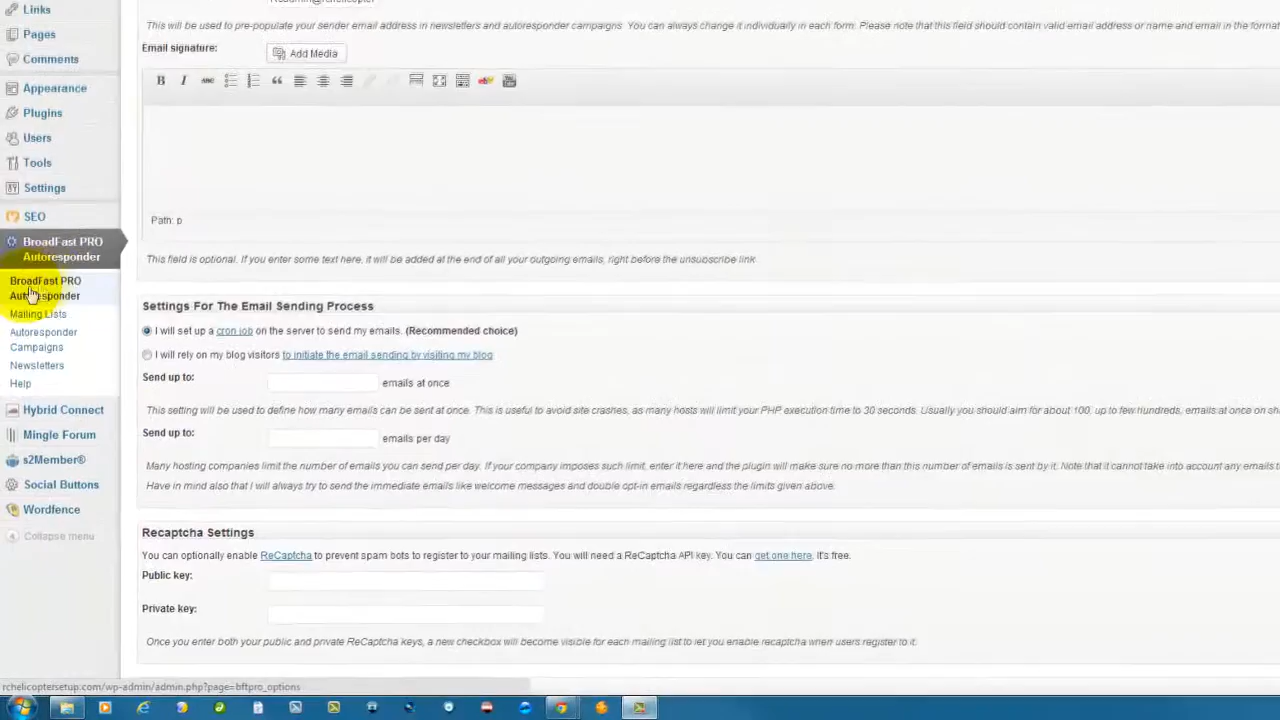 Links
Pages
Comments
Appearance
Plugins
Users
Tools
Settings
SEO
BroadFast PRO
Autoresponder
BroadFast PRO
Autoresponder
Mailing Lists
Autoresponder
Campaigns
Newsletters
Help
Hybrid Connect
Mingle Forum
s2Member®
Social Buttons
Wordfence
Collapse menu
This will be used to pre-populate your sender email address in newsletters and autoresponder campaigns. You can always change it individually in each form. Please note that this field should contain valid email address or name and email in the forma
Email signature:
Add Media
B I ABC
Path: p
This field is optional. If you enter some text here, it will be added at the end of all your outgoing emails, right before the unsubscribe link
Settings For The Email Sending Process
I will set up a cron job on the server to send my emails. (Recommended choice)
I will rely on my blog visitors to initiate the email sending by visiting my blog
Send up to: emails at once
This setting will be used to define how many emails can be sent at once. This is useful to avoid site crashes, as many hosts will limit your PHP execution time to 30 seconds. Usually you should aim for about 100, up to few hundreds, emails at once on sh
Send up to: emails per day
Many hosting companies limit the number of emails you can send per day. If your company imposes such limit, enter it here and the plugin will make sure no more than this number of emails is sent by it. Note that it cannot take into account any emails t
Have in mind also that I will always try to send the immediate emails like welcome messages and double opt-in emails regardless the limits given above.
Recaptcha Settings
You can optionally enable ReCaptcha to prevent spam bots to register to your mailing lists. You will need a ReCaptcha API key. You can get one here, it's free.
Public key:
Private key:
Once you enter both your public and private ReCaptcha keys, a new checkbox will become visible for each mailing list to let you enable recaptcha when users register to it.
rchelicoptersetup.com/wp-admin/admin.php?page=bftpro_options